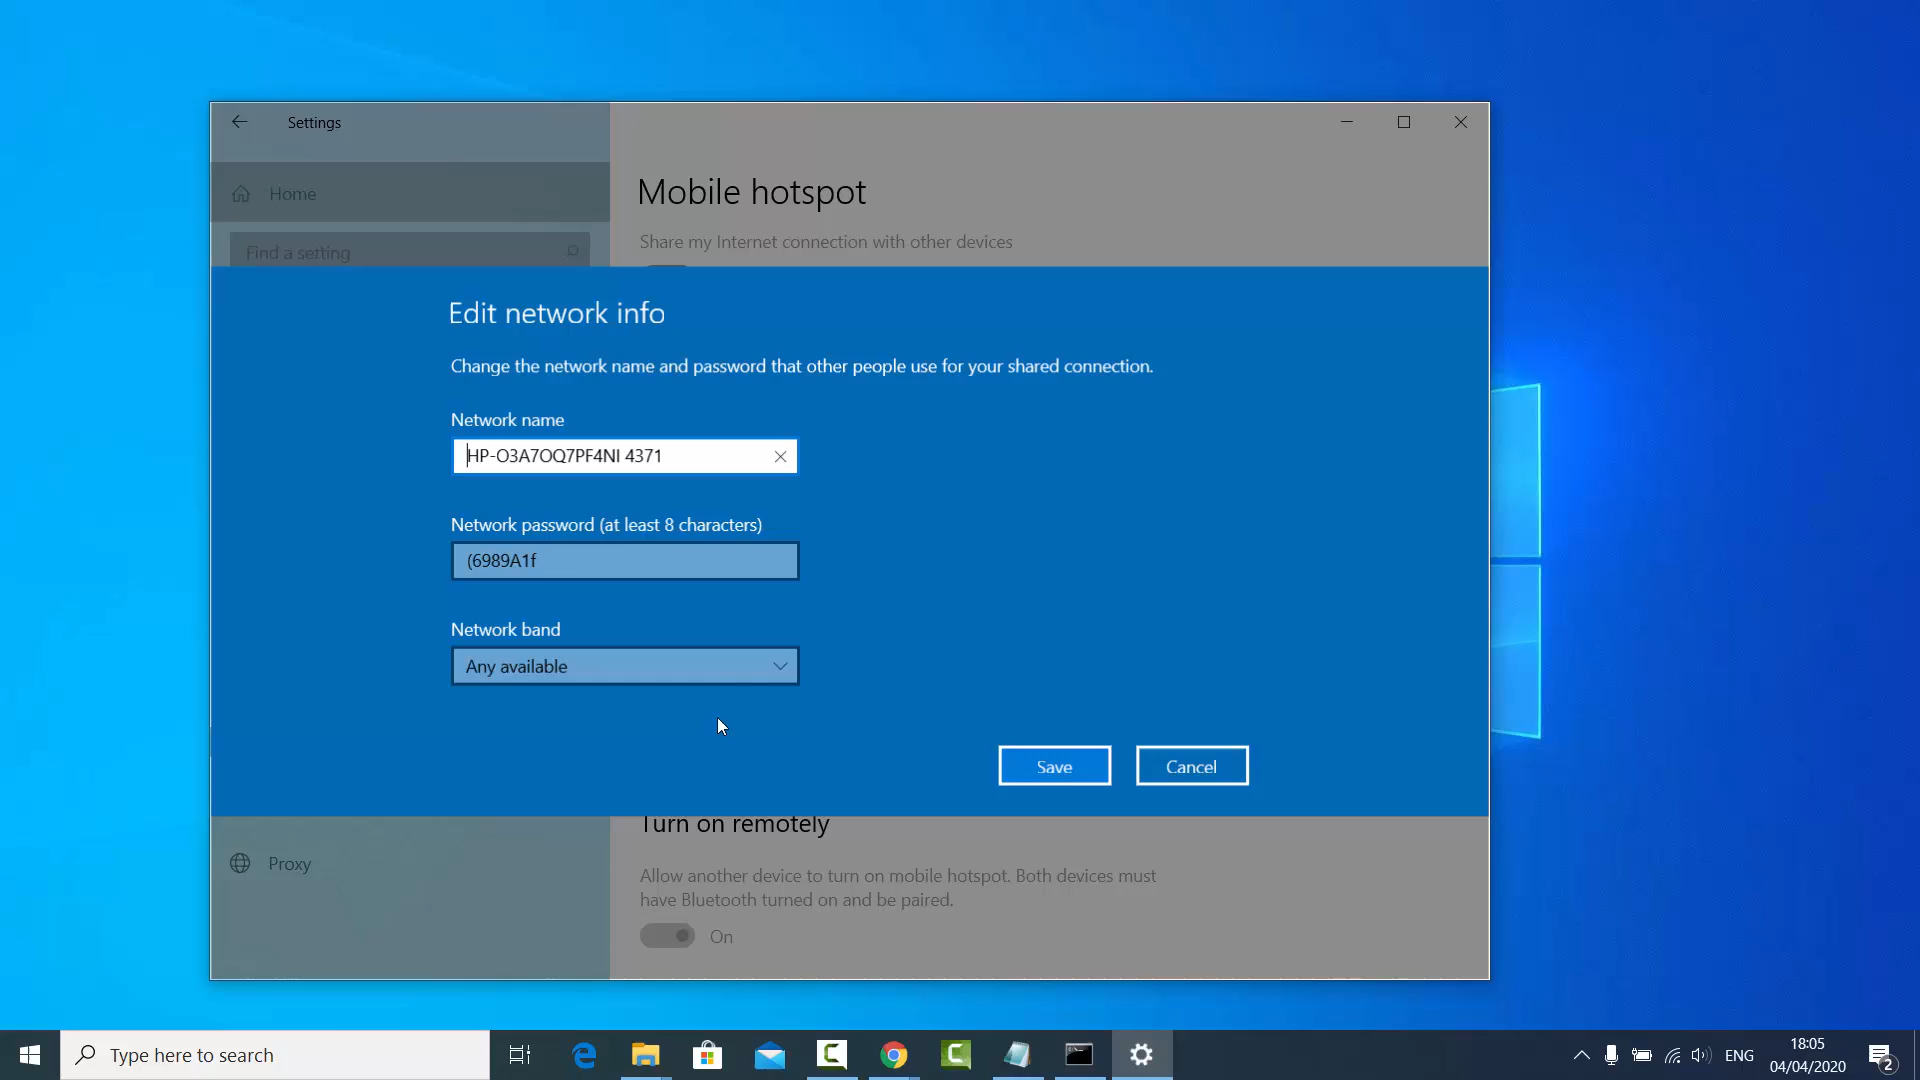 Settings
Home
Find a setting
Mobile hotspot
Share my Internet connection with other devices
Edit network info
Change the network name and password that other people use for your shared connection.
Network name
HP-O3A7OQ7PF4NI 4371
Network password (at least 8 characters)
(6989A1f
Network band
Any available
Save
Cancel
Turn on remotely
Proxy
Allow another device to turn on mobile hotspot. Both devices must
have Bluetooth turned on and be paired.
On
Type here to search
ENG
18:05
04/04/2020
2